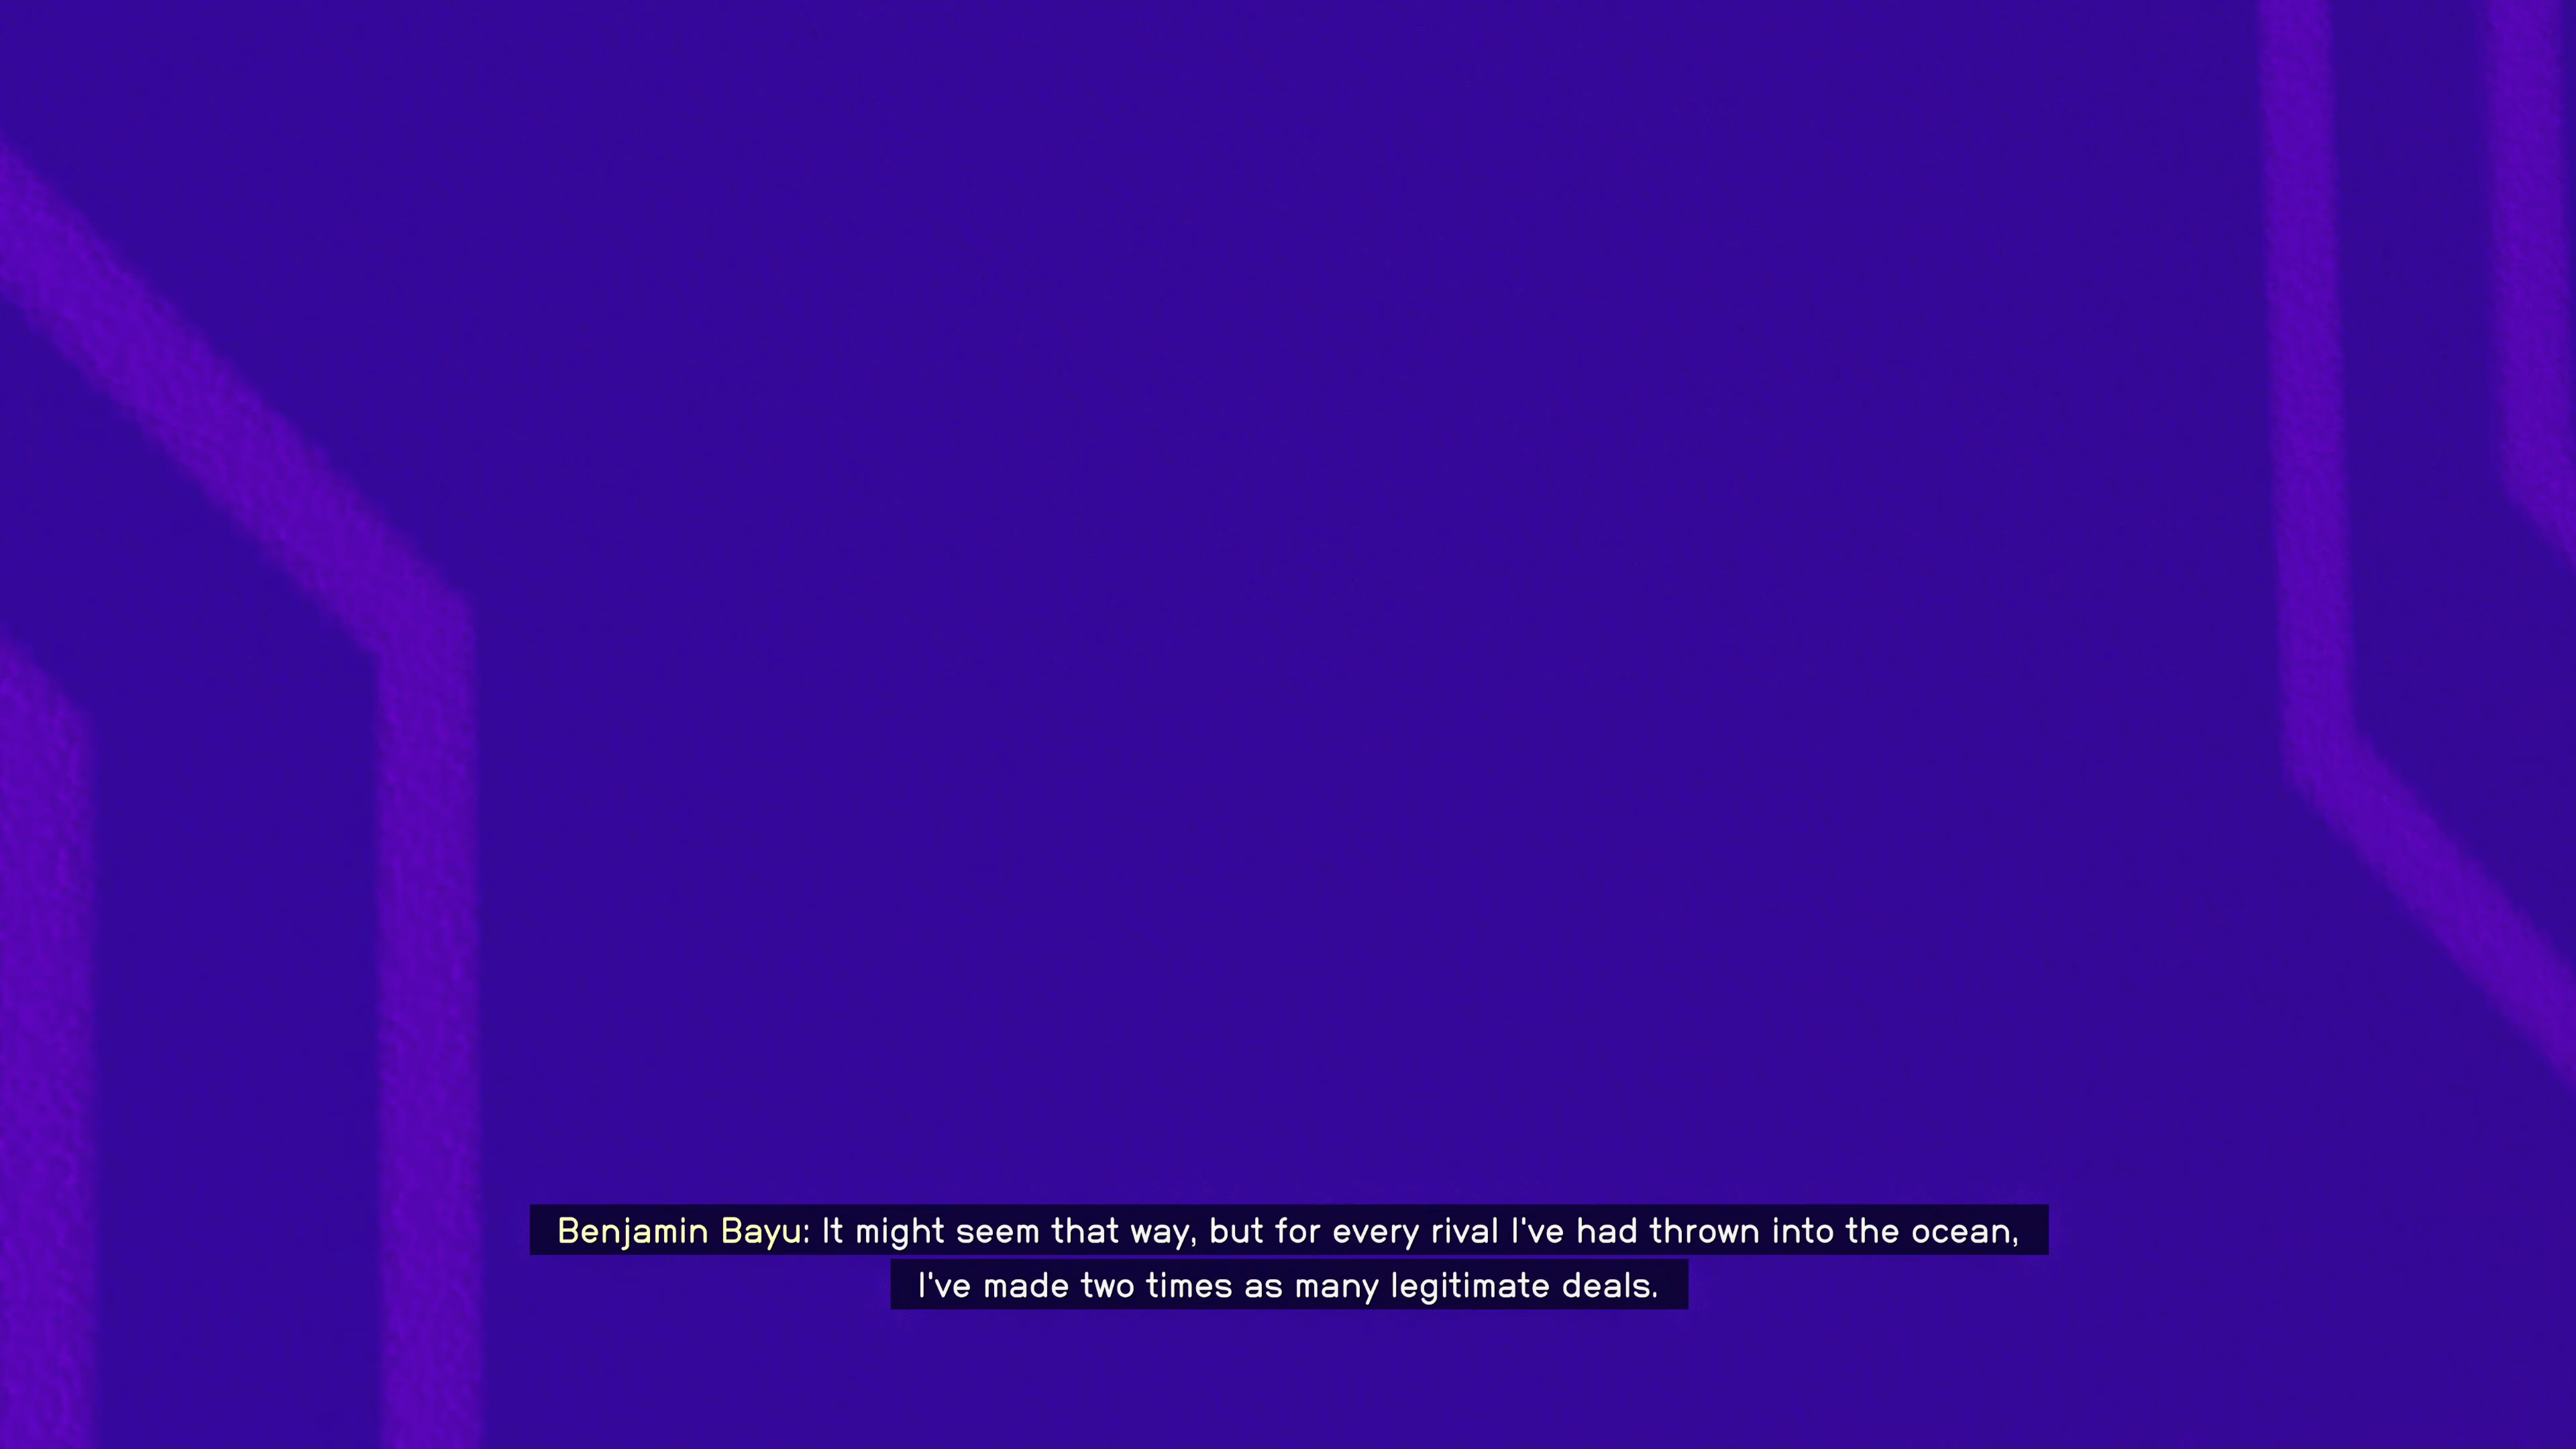 Benjamin Bayu: It might seem that way, but for every rival I've had thrown into the ocean,
I've made two times as many legitimate deals.